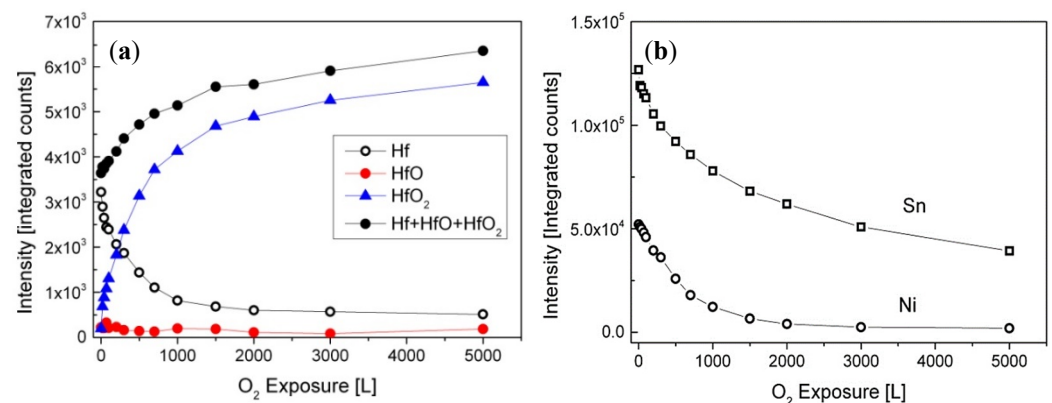 (a)
Intensity [integrated counts]
7x10³
6x10³
5x10³
4x10³
3x10³
2x10³
1x10³
0
Hf
HfO
HfO₂
Hf+HfO+HfO₂
0 1000 2000 3000 4000 5000
O₂ Exposure [L]
(b)
Intensity [Integrated counts]
1.5x10⁵
1.0x10⁵
5.0x10⁴
0.0
Sn
Ni
0 1000 2000 3000 4000 5000
O₂ Exposure [L]